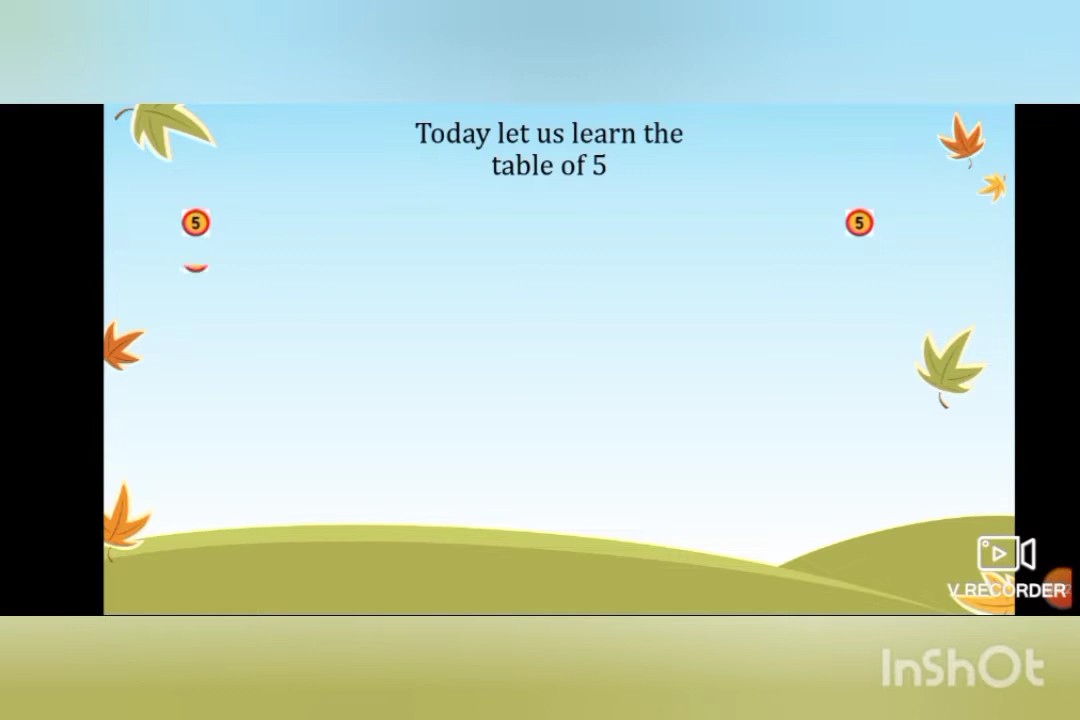 Today let us learn the
table of 5
5 5
V RECORDER
InShOt